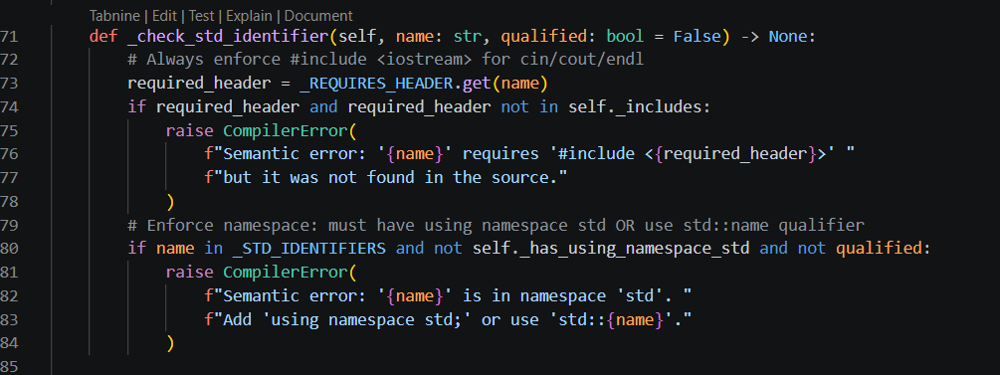 Tabnine | Edit | Test | Explain | Document
71 def _check_std_identifier(self, name: str, qualified: bool = False) -> None:
72 # Always enforce #include <iostream> for cin/cout/endl
73 required_header = _REQUIRES_HEADER.get(name)
74 if required_header and required_header not in self._includes:
75 raise CompilerError(
76 f"Semantic error: '{name}' requires '#include <{required_header}>' "
77 f"but it was not found in the source."
78 )
79 # Enforce namespace: must have using namespace std OR use std::name qualifier
80 if name in _STD_IDENTIFIERS and not self._has_using_namespace_std and not qualified:
81 raise CompilerError(
82 f"Semantic error: '{name}' is in namespace 'std'. "
83 f"Add 'using namespace std;' or use 'std::{name}'."
84 )
85